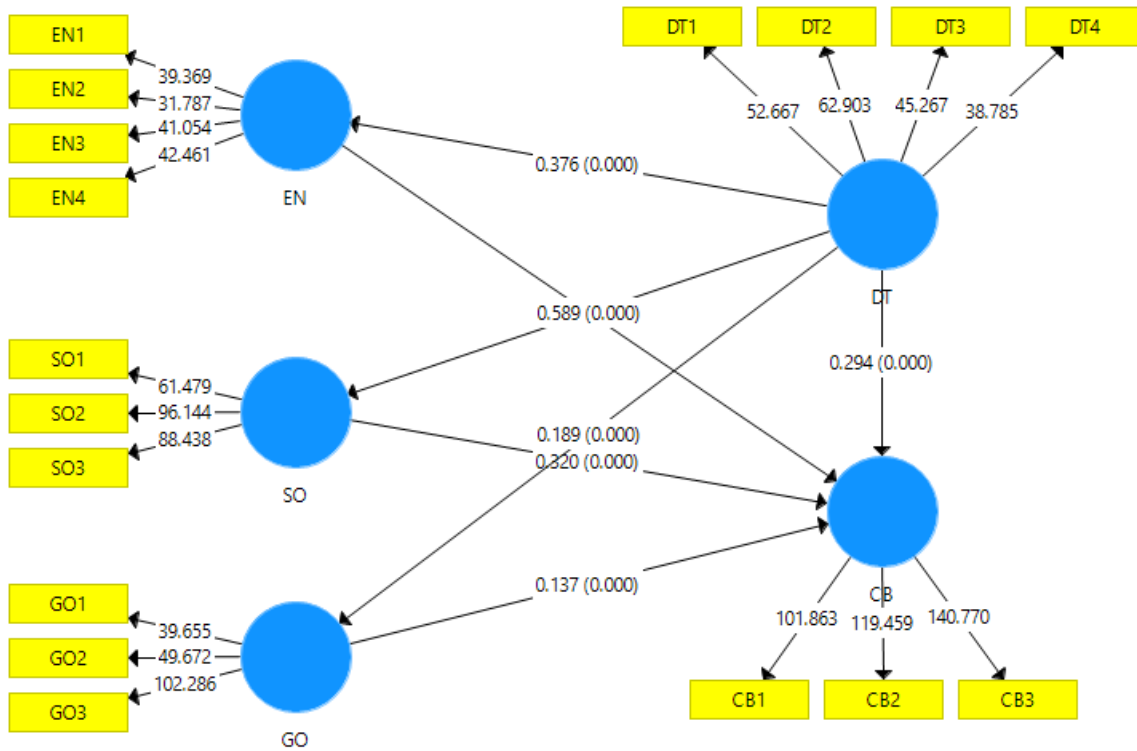 EN1
EN2
EN3
EN4
39.369
31.787
41.054
42.461
EN
DT1
DT2
DT3
DT4
52.667
62.903
45.267
38.785
DT
0.376 (0.000)
0.589 (0.000)
0.294 (0.000)
SO1
SO2
SO3
61.479
96.144
88.438
SO
0.189 (0.000)
0.320 (0.000)
0.137 (0.000)
GO1
GO2
GO3
39.655
49.672
102.286
GO
CB
101.863
119.459
140.770
CB1
CB2
CB3